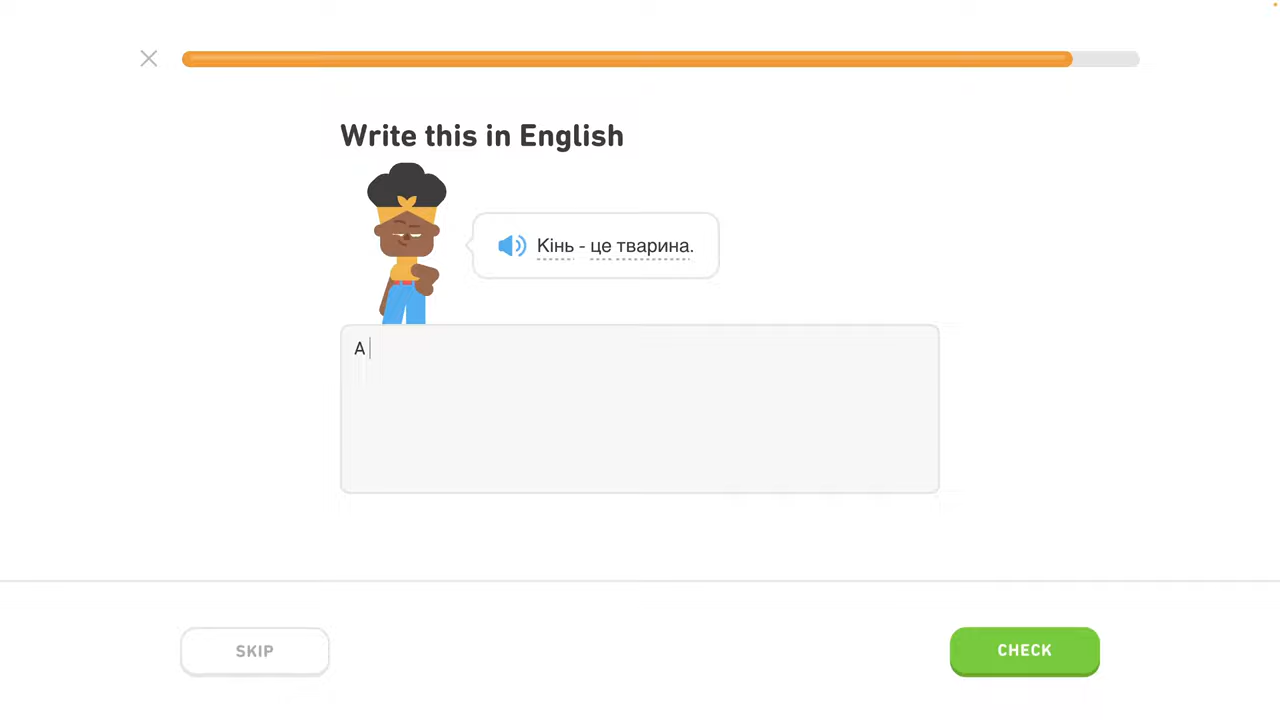 Write this in English
Кінь - це тварина.
A
SKIP
CHECK